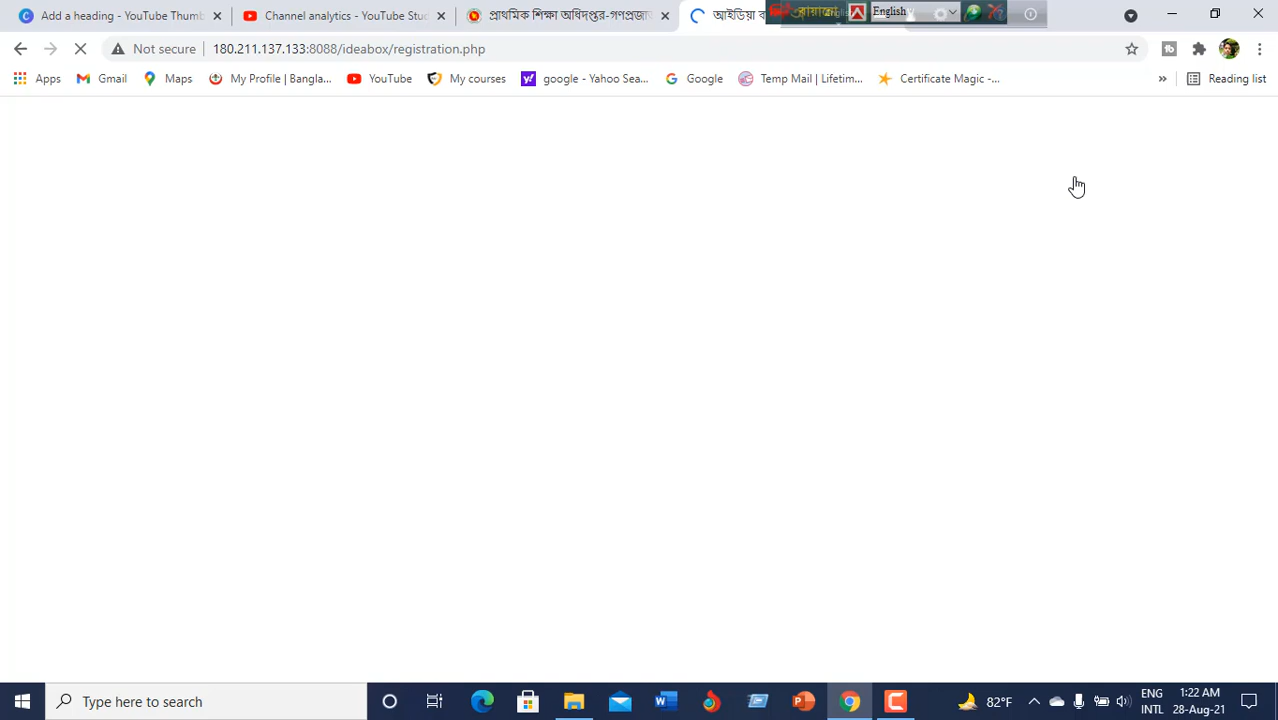 Add a heading - YouTube Thumb
Channel analytics - YouTube Stu
প্রাথমিক শিক্ষা অধিদপ্তর-গণপ্রজাত
আইডিয়া ব
English
Not secure
180.211.137.133:8088/ideabox/registration.php
Apps
Gmail
Maps
My Profile | Bangla...
YouTube
My courses
google - Yahoo Sea...
Google
Temp Mail | Lifetim...
Certificate Magic -...
»
Reading list
Type here to search
82°F
ENG
INTL
1:22 AM
28-Aug-21